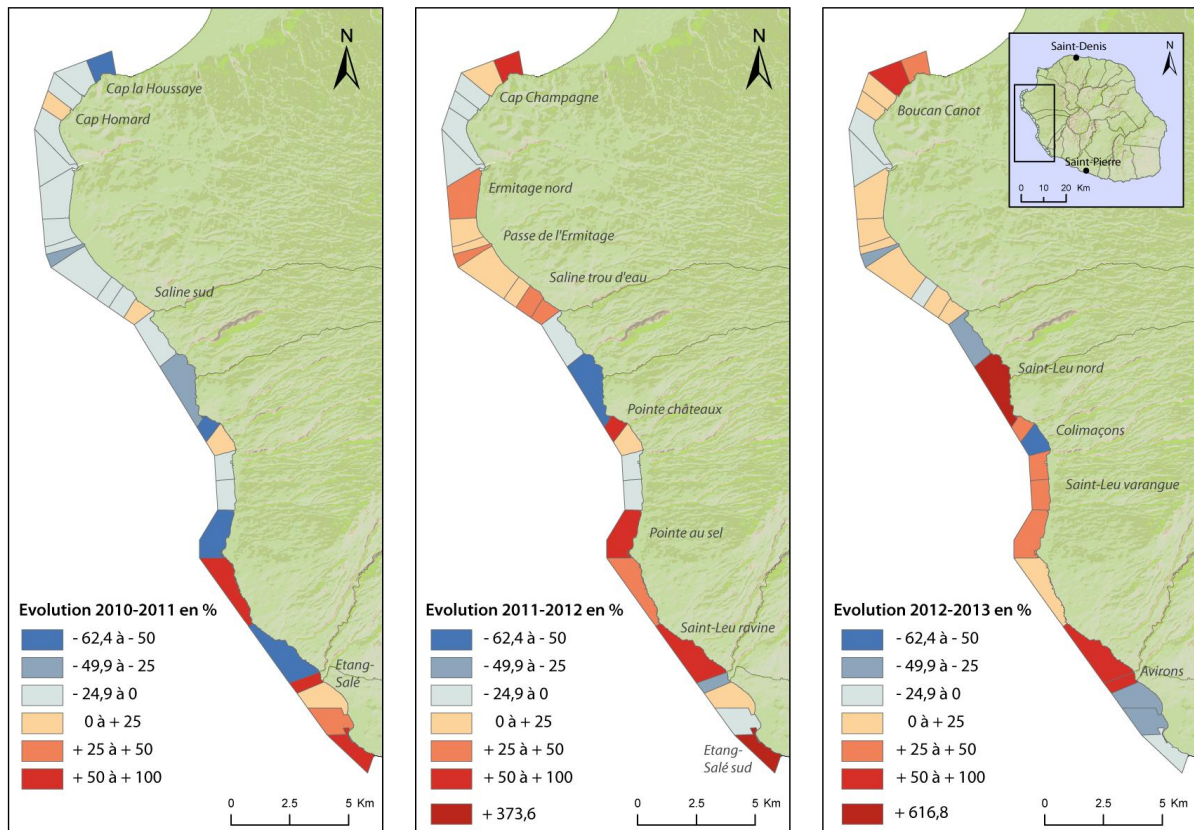 N
Cap la Houssaye
Cap Homard
Saline sud
Etang-
Salé
Evolution 2010-2011 en %
- 62,4 à - 50
- 49,9 à - 25
- 24,9 à 0
0 à + 25
+ 25 à + 50
+ 50 à + 100
0 2.5 5 Km
N
Cap Champagne
Ermitage nord
Passe de l'Ermitage
Saline trou d'eau
Pointe châteaux
Pointe au sel
Saint-Leu ravine
Etang-
Salé sud
Evolution 2011-2012 en %
- 62,4 à - 50
- 49,9 à - 25
- 24,9 à 0
0 à + 25
+ 25 à + 50
+ 50 à + 100
+ 373,6
0 2.5 5 Km
Saint-Denis
N
Saint-Pierre
0 10 20 Km
Boucan Canot
Saint-Leu nord
Colimaçons
Saint-Leu varangue
Avirons
Evolution 2012-2013 en %
- 62,4 à - 50
- 49,9 à - 25
- 24,9 à 0
0 à + 25
+ 25 à + 50
+ 50 à + 100
+ 616,8
0 2.5 5 Km